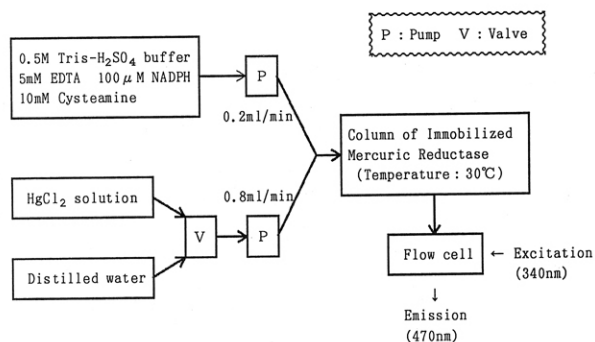 P : Pump V : Valve
0.5M Tris-H₂SO₄ buffer
5mM EDTA 100μM NADPH
10mM Cysteamine
P
0.2ml/min
Column of Immobilized
Mercuric Reductase
(Temperature : 30℃)
HgCl₂ solution
0.8ml/min
V
P
Distilled water
Flow cell
Excitation
(340nm)
Emission
(470nm)